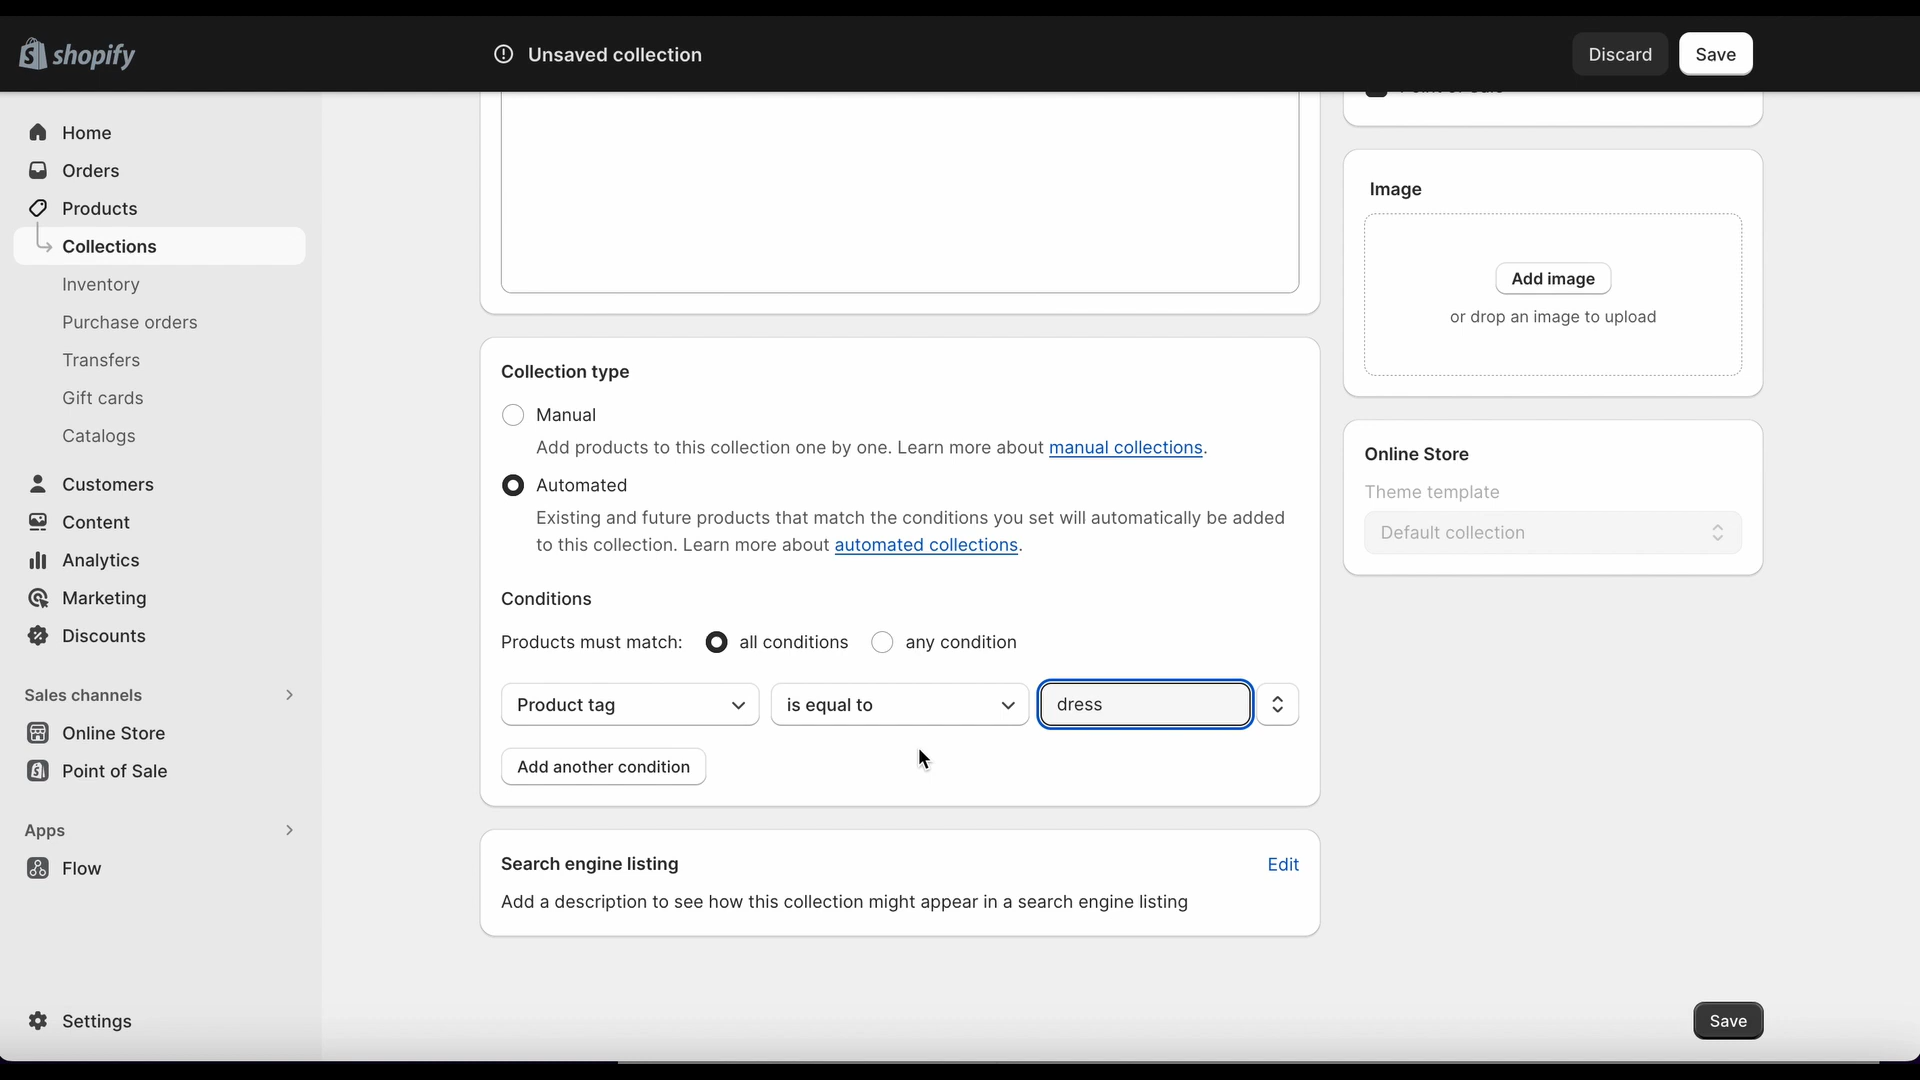 shopify
Unsaved collection
Discard
Save
Home
Orders
Products
Collections
Inventory
Purchase orders
Transfers
Gift cards
Catalogs
Customers
Content
Analytics
Marketing
Discounts
Sales channels
Online Store
Point of Sale
Apps
Flow
Settings
Collection type
Manual
Add products to this collection one by one. Learn more about manual collections.
Automated
Existing and future products that match the conditions you set will automatically be added
to this collection. Learn more about automated collections.
Conditions
Products must match: all conditions any condition
Product tag is equal to dress
Add another condition
Search engine listing Edit
Add a description to see how this collection might appear in a search engine listing
Image
Add image
or drop an image to upload
Online Store
Theme template
Default collection
Save